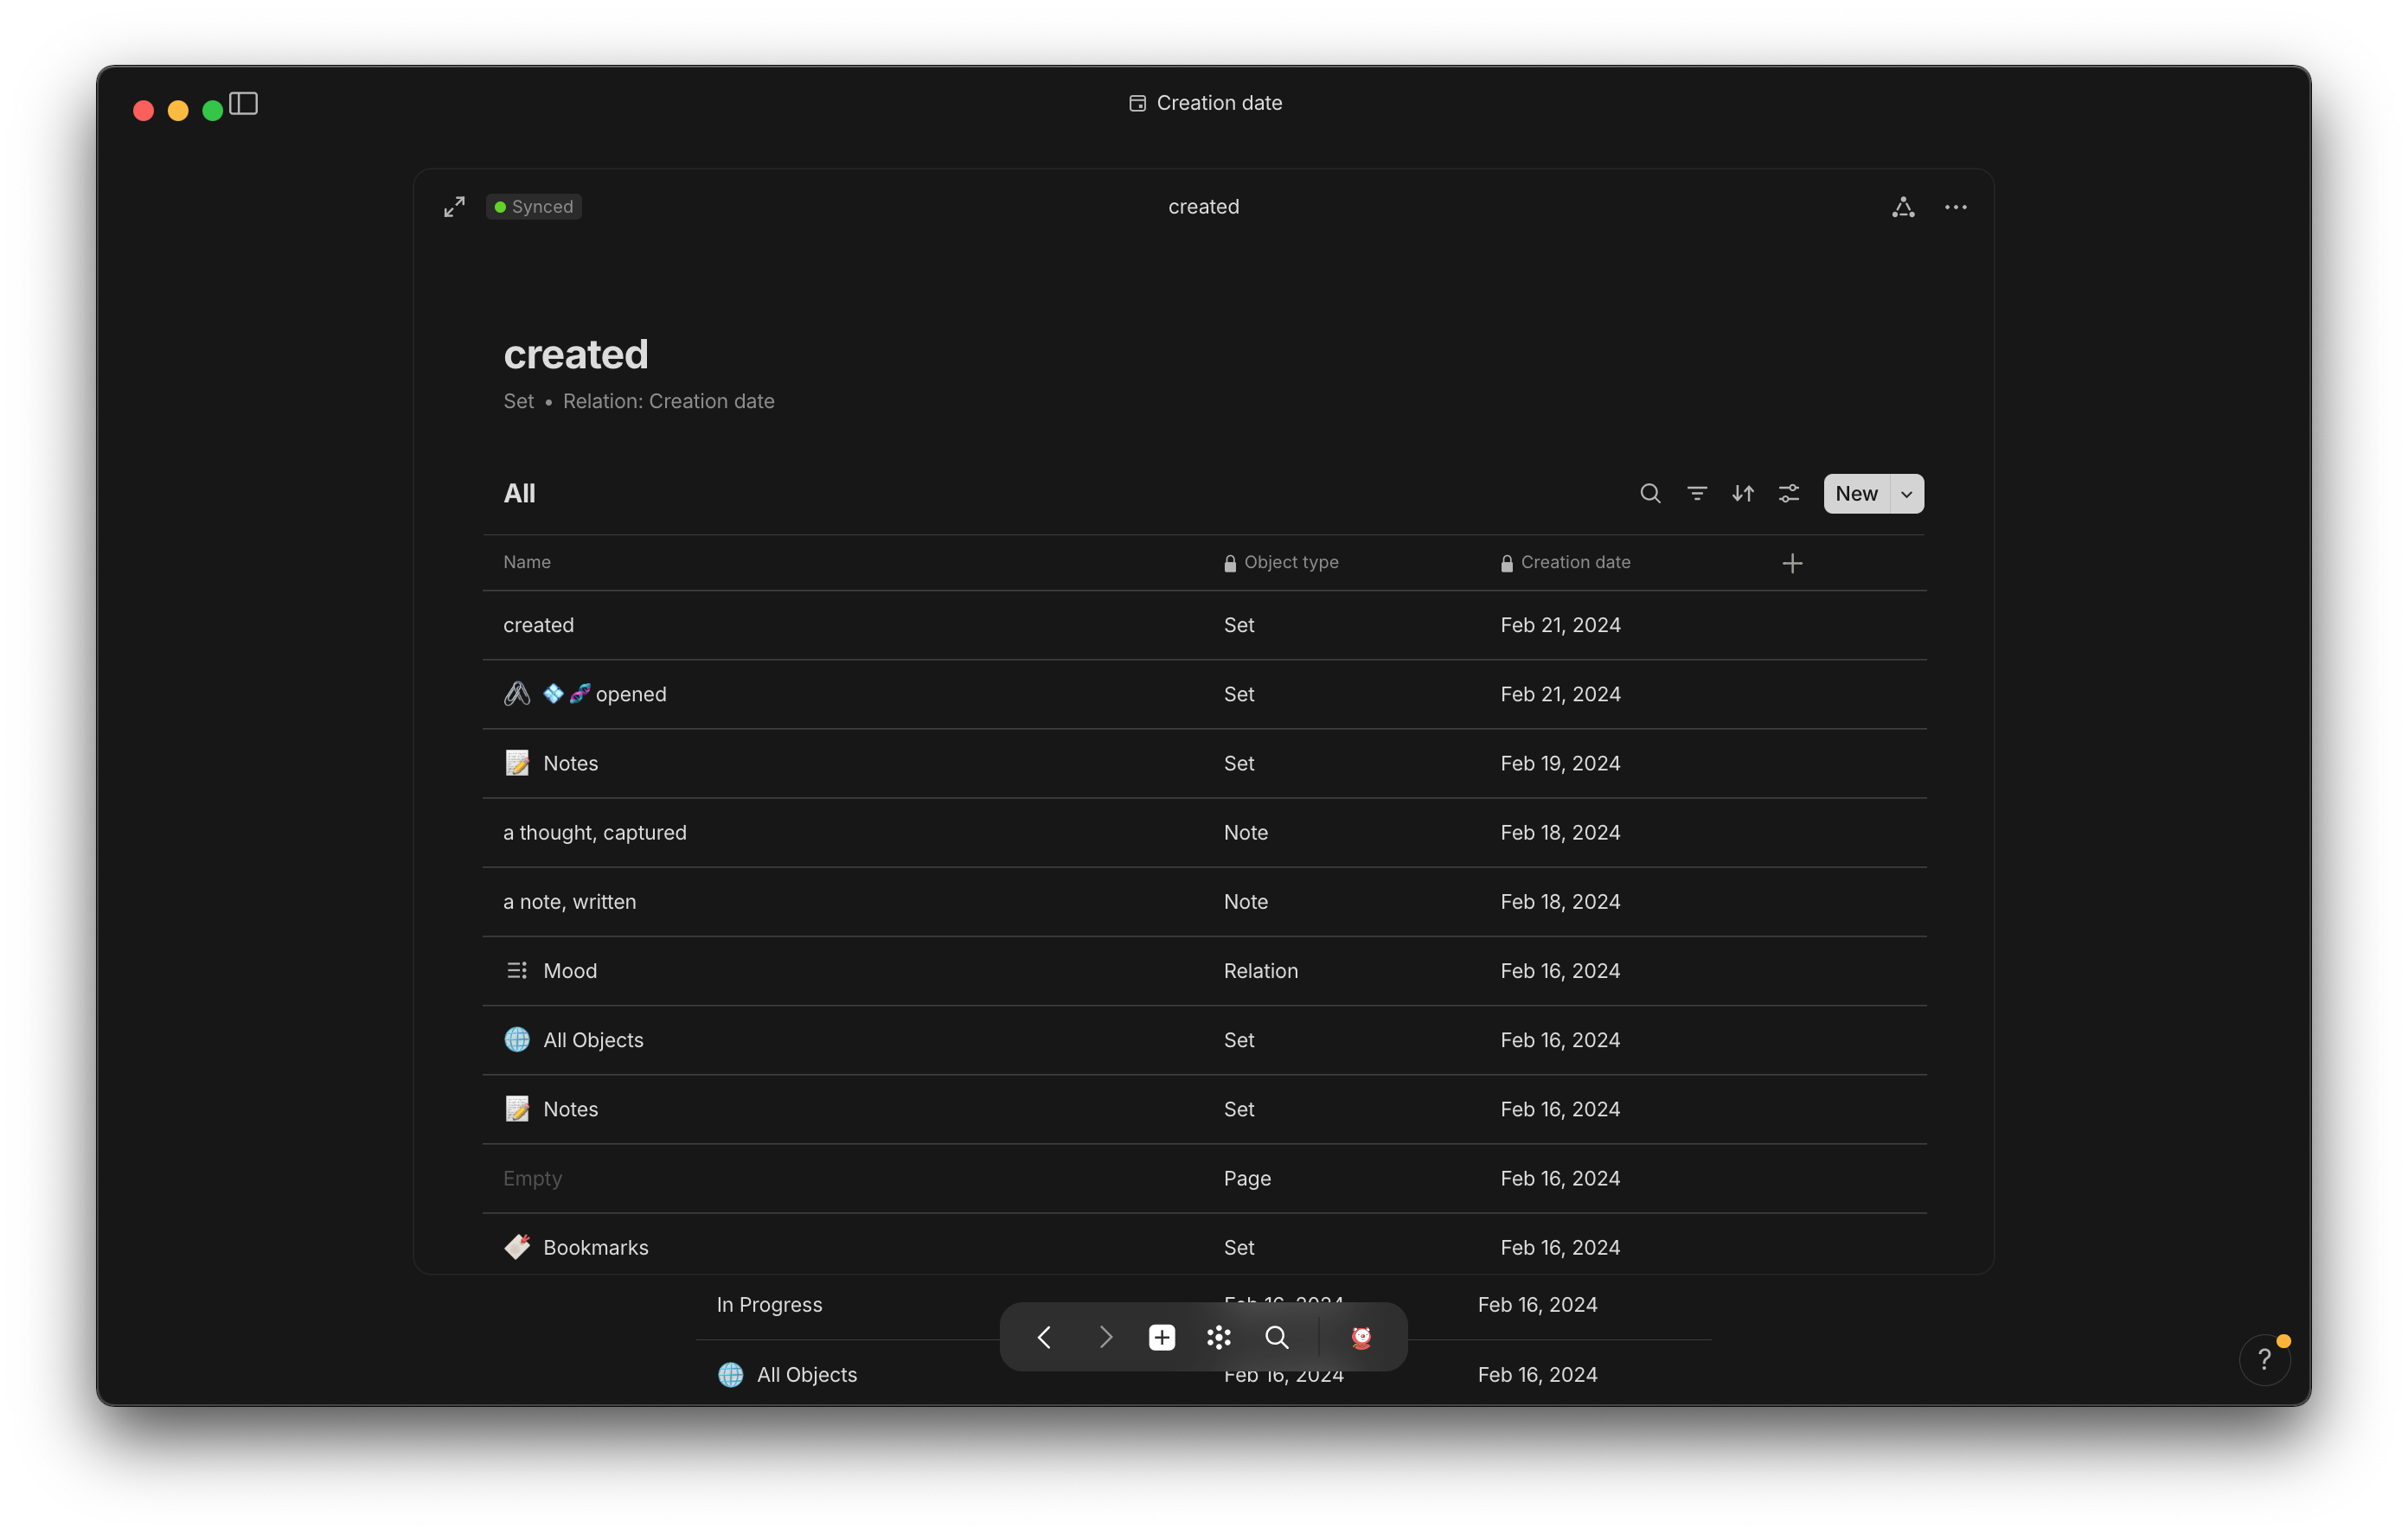 Creation date
Synced
created
created
Set • Relation: Creation date
All
New
Name Object type Creation date
created Set Feb 21, 2024
opened Set Feb 21, 2024
Notes Set Feb 19, 2024
a thought, captured Note Feb 18, 2024
a note, written Note Feb 18, 2024
Mood Relation Feb 16, 2024
All Objects Set Feb 16, 2024
Notes Set Feb 16, 2024
Empty Page Feb 16, 2024
Bookmarks Set Feb 16, 2024
In Progress Feb 16, 2024 Feb 16, 2024
All Objects Feb 16, 2024 Feb 16, 2024
?